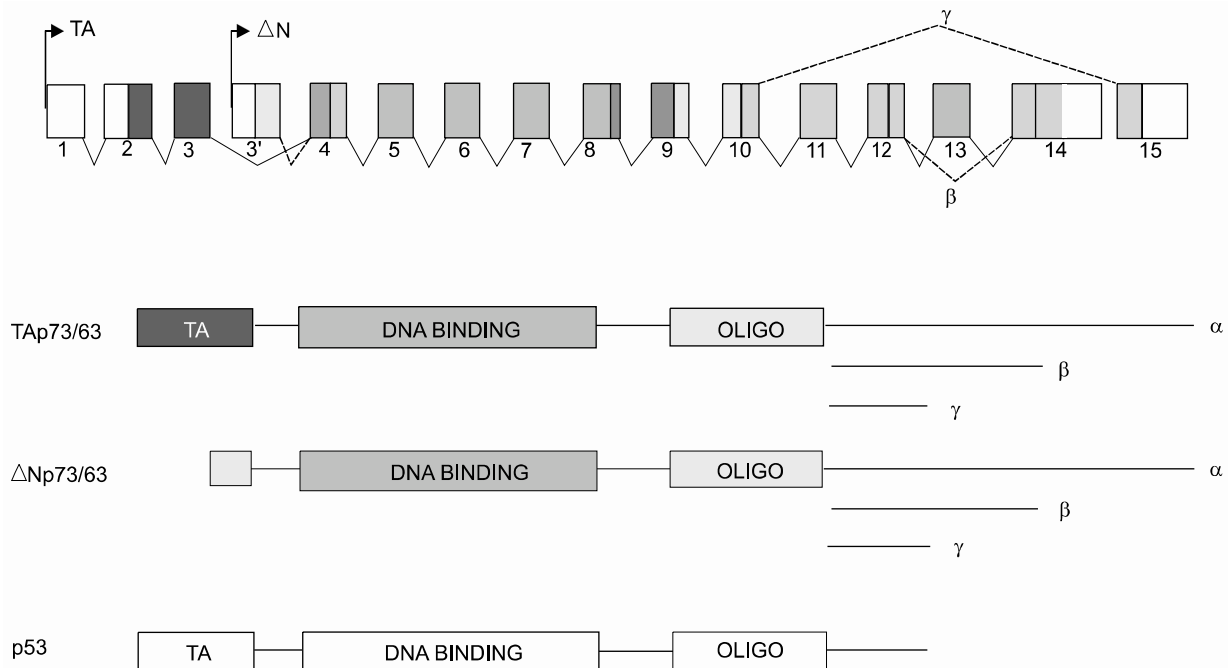 γ
TA
△N
1 2 3 3' 4 5 6 7 8 9 10 11 12 13 14 15
β
TAp73/63 TA DNA BINDING OLIGO α
β
γ
△Np73/63 DNA BINDING OLIGO α
β
γ
p53 TA DNA BINDING OLIGO